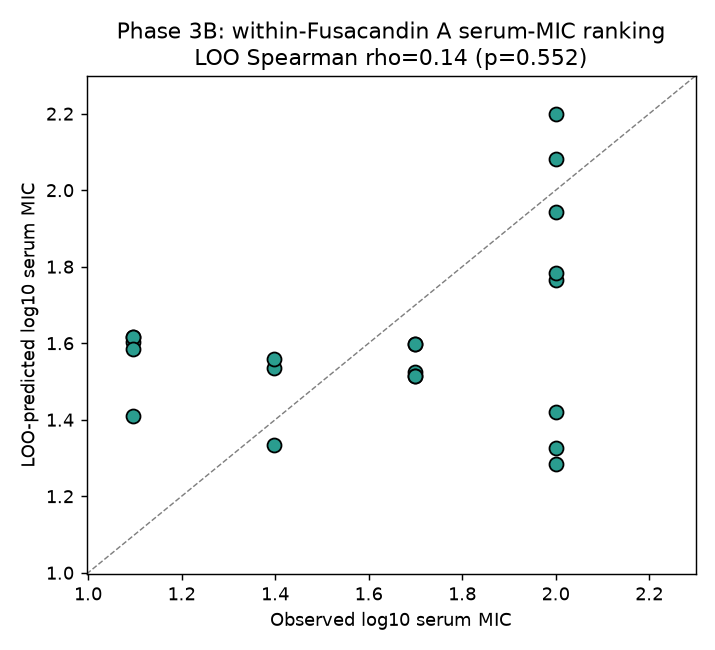 Phase 3B: within-Fusacandin A serum-MIC ranking
LOO Spearman rho=0.14 (p=0.552)
LOO-predicted log10 serum MIC
2.2
2.0
1.8
1.6
1.4
1.2
1.0
1.0 1.2 1.4 1.6 1.8 2.0 2.2
Observed log10 serum MIC